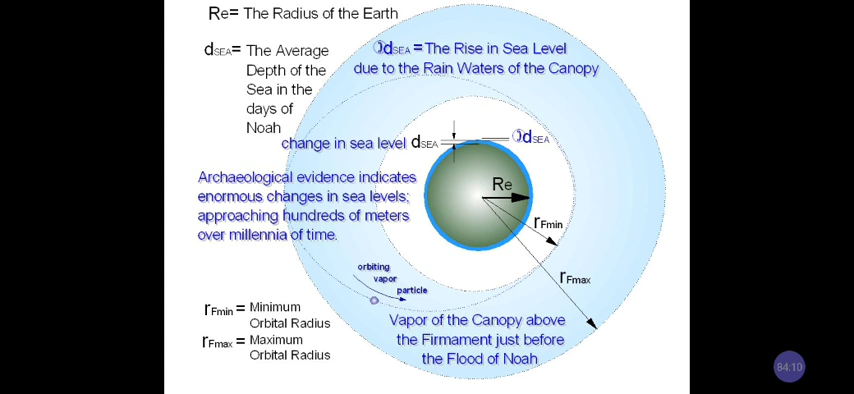 Re= The Radius of the Earth
dSEA= The Average
Depth of the
Sea in the
days of
Noah
dSEA = The Rise in Sea Level
due to the Rain Waters of the Canopy
change in sea level dSEA
dSEA
Archaeological evidence indicates
enormous changes in sea levels;
approaching hundreds of meters
over millennia of time.
Re
rFmin
rFmax
orbiting
vapor
particle
rFmin = Minimum
Orbital Radius
rFmax = Maximum
Orbital Radius
Vapor of the Canopy above
the Firmament just before
the Flood of Noah
84:10